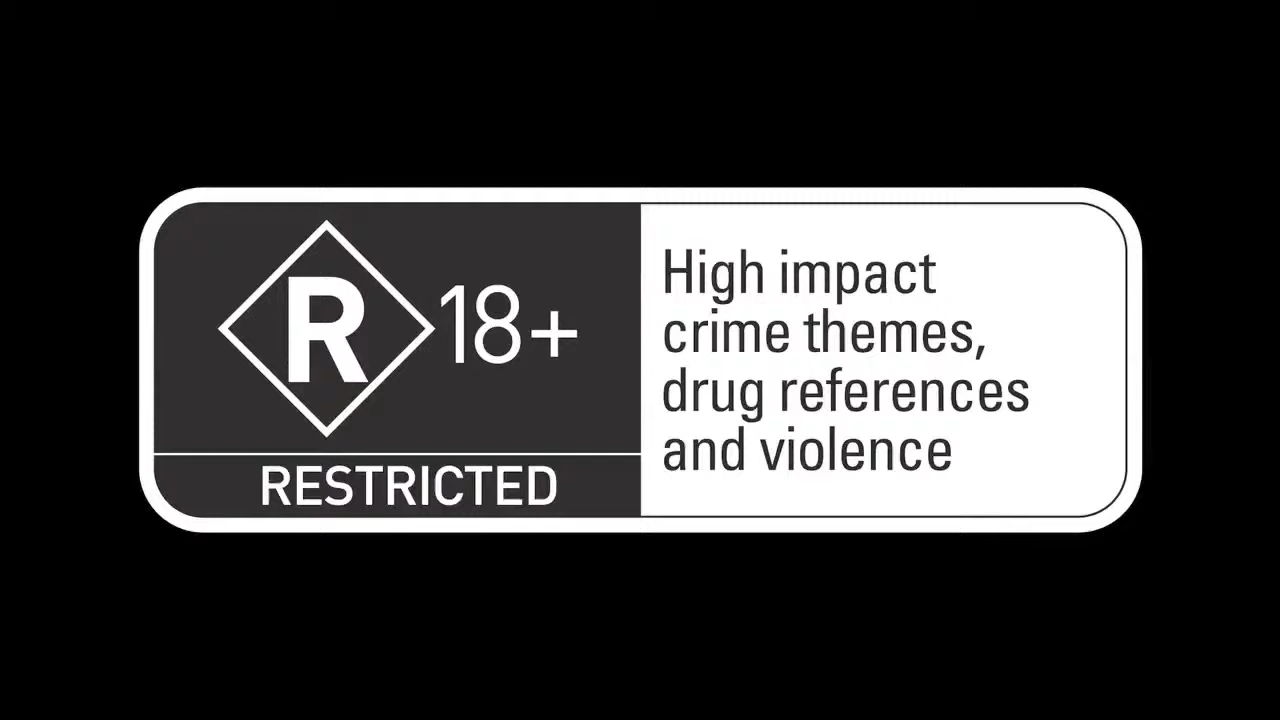 R 18+
RESTRICTED
High impact
crime themes,
drug references
and violence